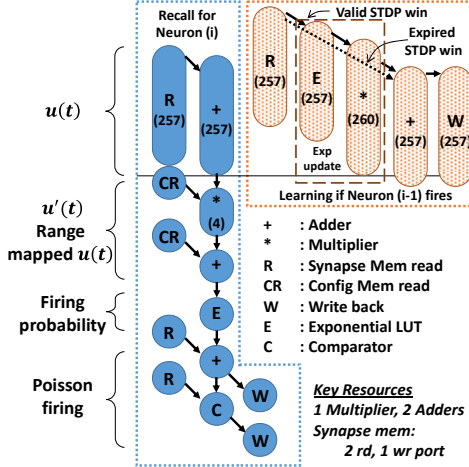 Recall for
Neuron (i)
Valid STDP win
Expired
STDP win
u(t)
R
(257)
+
(257)
R
(257)
E
(257)
*
(260)
+
(257)
W
(257)
Exp
update
Learning if Neuron (i-1) fires
CR
*
(4)
u'(t)
Range
mapped u(t)
CR
+
+ : Adder
* : Multiplier
R : Synapse Mem read
CR : Config Mem read
W : Write back
E : Exponential LUT
C : Comparator
Firing
probability
E
R
+
Poisson
firing
R
C
W
W
Key Resources
1 Multiplier, 2 Adders
Synapse mem:
2 rd, 1 wr port